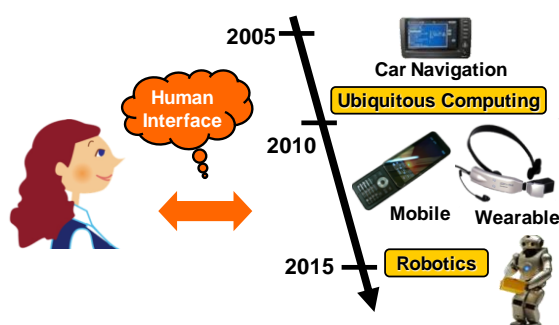 2005
Car Navigation
Ubiquitous Computing
Human
Interface
2010
Mobile
Wearable
2015
Robotics